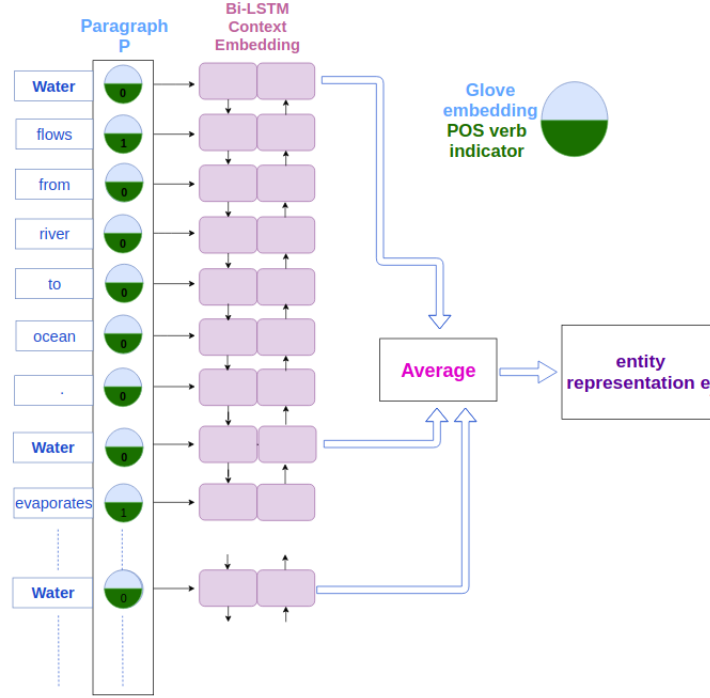 Paragraph
P
Bi-LSTM
Context
Embedding
Glove
embedding
POS verb
indicator
Water
0
flows
1
from
0
river
0
to
0
ocean
0
.
0
Water
0
evaporates
1
Water
0
Average
entity
representation e